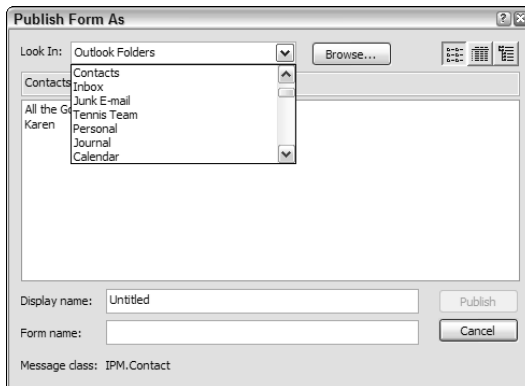 Publish Form As
Look In: Outlook Folders Browse...
Contacts
Inbox
Junk E-mail
Tennis Team
Personal
Journal
Calendar
Contacts
All the
Karen
Display name: Untitled Publish
Form name: Cancel
Message class: IPM.Contact